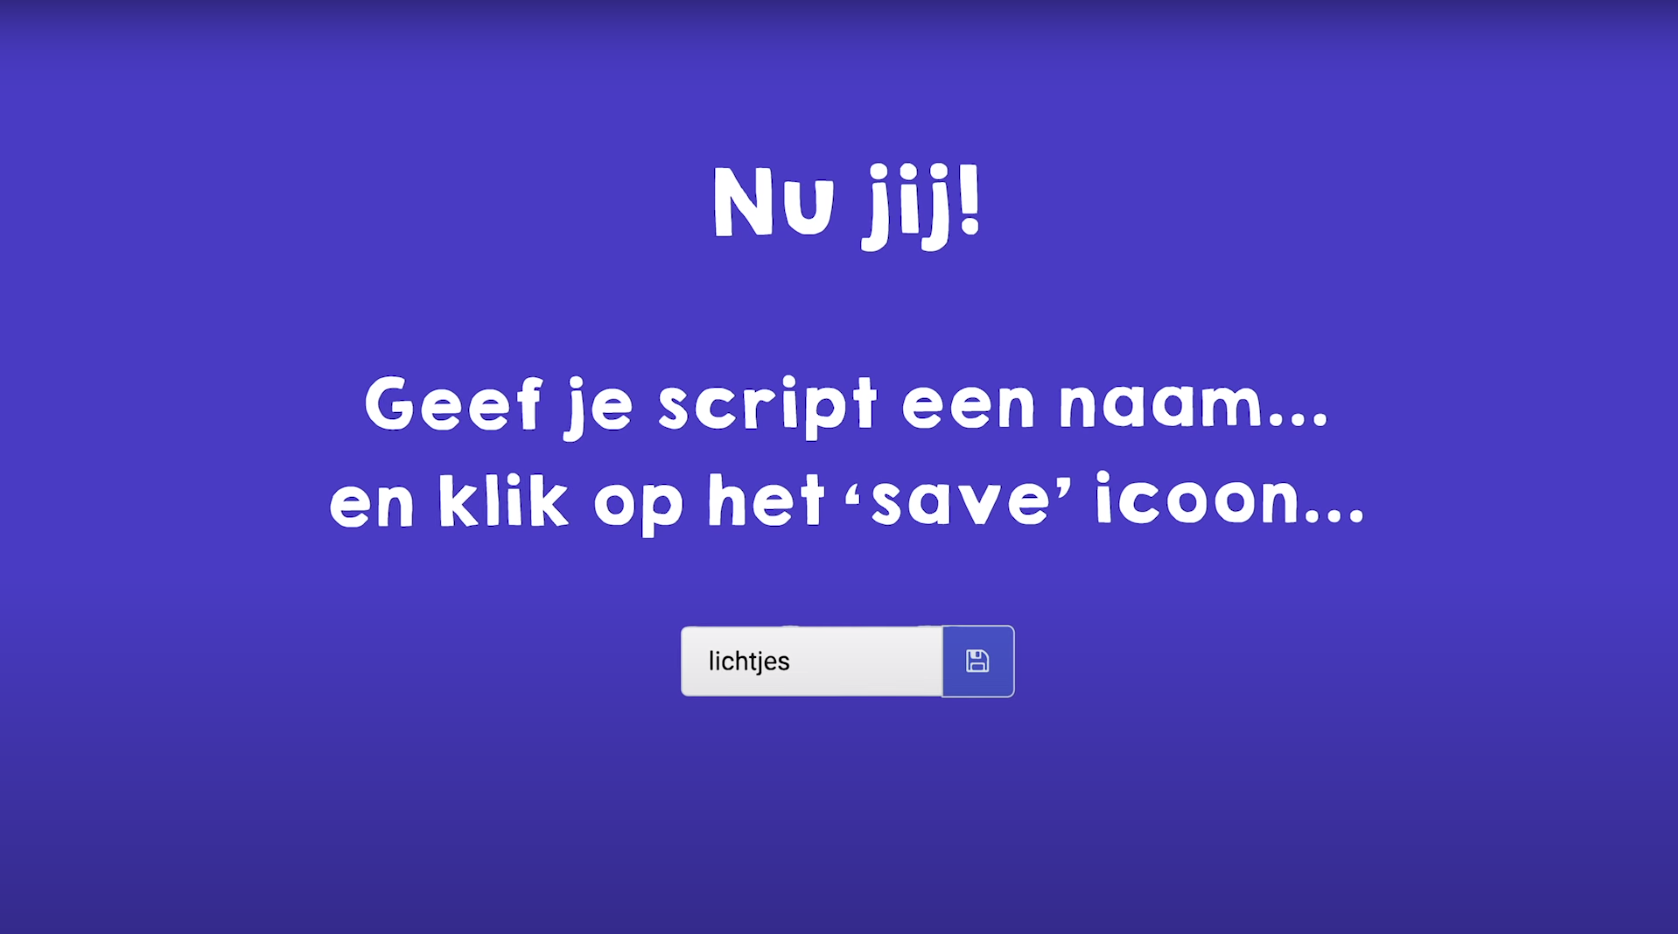 Nu jij!
Geef je script een naam...
en klik op het ‘save’ icoon...
lichtjes